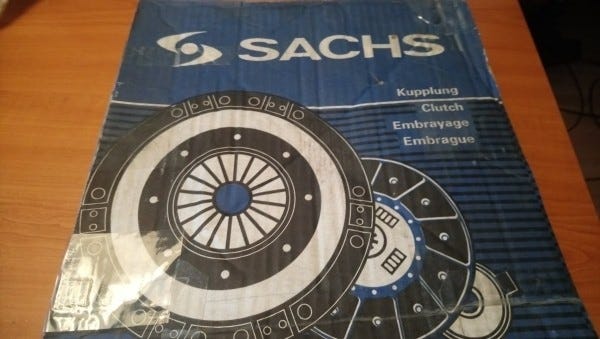 SACHS
Kupplung
Clutch
Embrayage
Embrague